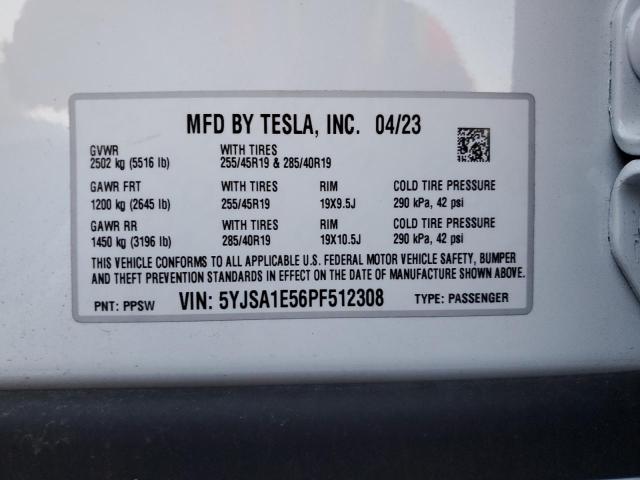 MFD BY TESLA, INC. 04/23
GVWR WITH TIRES
2502 kg (5516 lb) 255/45R19 & 285/40R19
GAWR FRT WITH TIRES RIM COLD TIRE PRESSURE
1200 kg (2645 lb) 255/45R19 19X9.5J 290 kPa, 42 psi
GAWR RR WITH TIRES RIM COLD TIRE PRESSURE
1450 kg (3196 lb) 285/40R19 19X10.5J 290 kPa, 42 psi
THIS VEHICLE CONFORMS TO ALL APPLICABLE U.S. FEDERAL MOTOR VEHICLE SAFETY, BUMPER
AND THEFT PREVENTION STANDARDS IN EFFECT ON THE DATE OF MANUFACTURE SHOWN ABOVE.
PNT: PPSW VIN: 5YJSA1E56PF512308 TYPE: PASSENGER